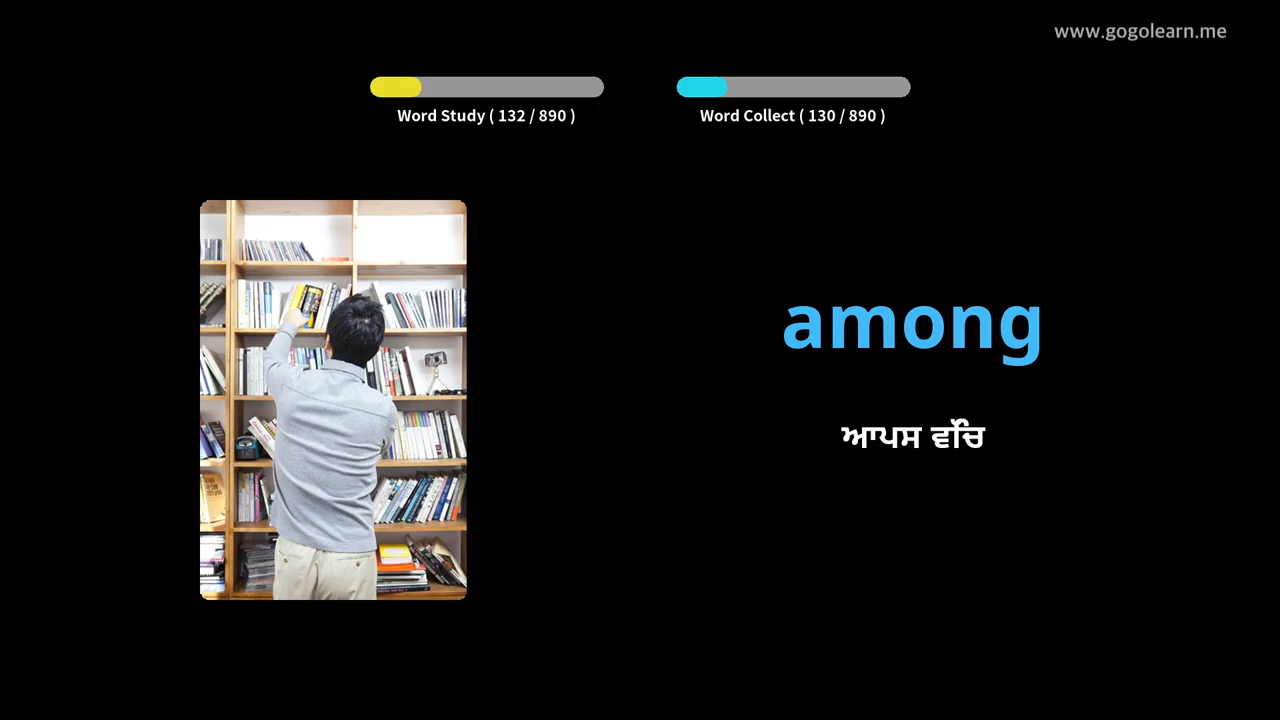 www.gogolearn.me
Word Study ( 132 / 890 )
Word Collect ( 130 / 890 )
among
ਆਪਸ ਵਿੱਚ